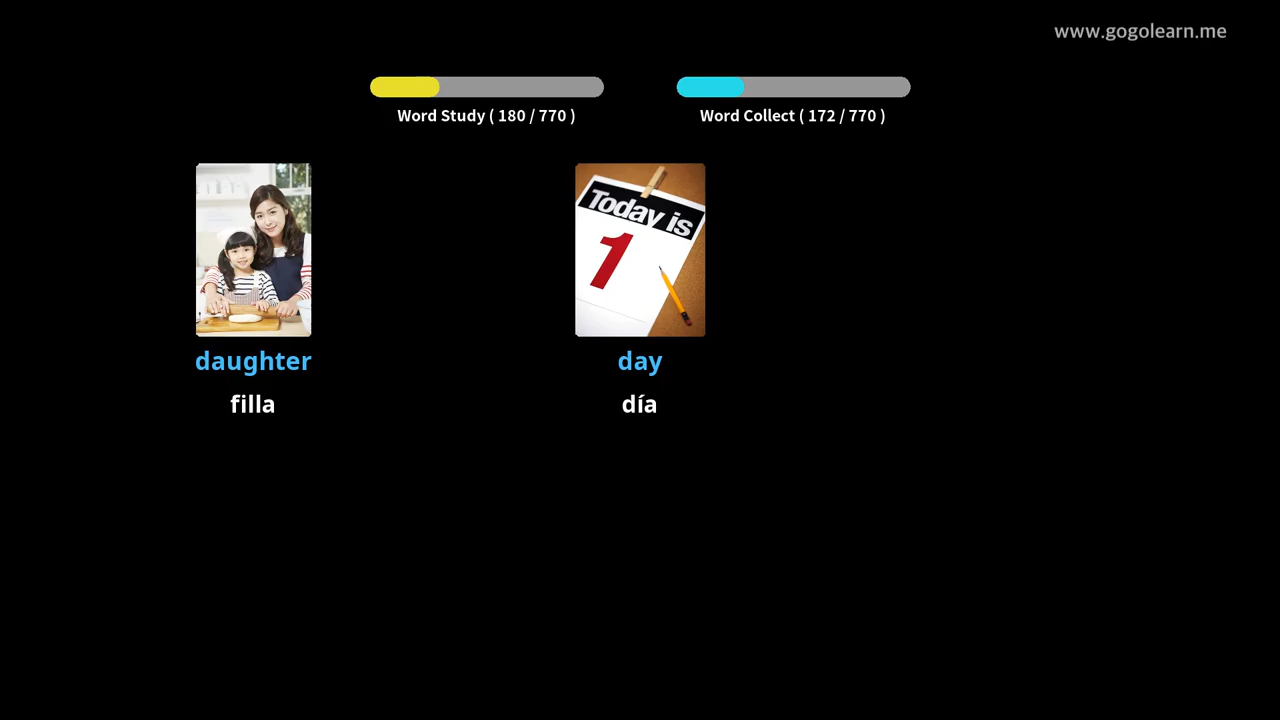 www.gogolearn.me
Word Study ( 180 / 770 )
Word Collect ( 172 / 770 )
Today is
1
daughter
day
filla
día